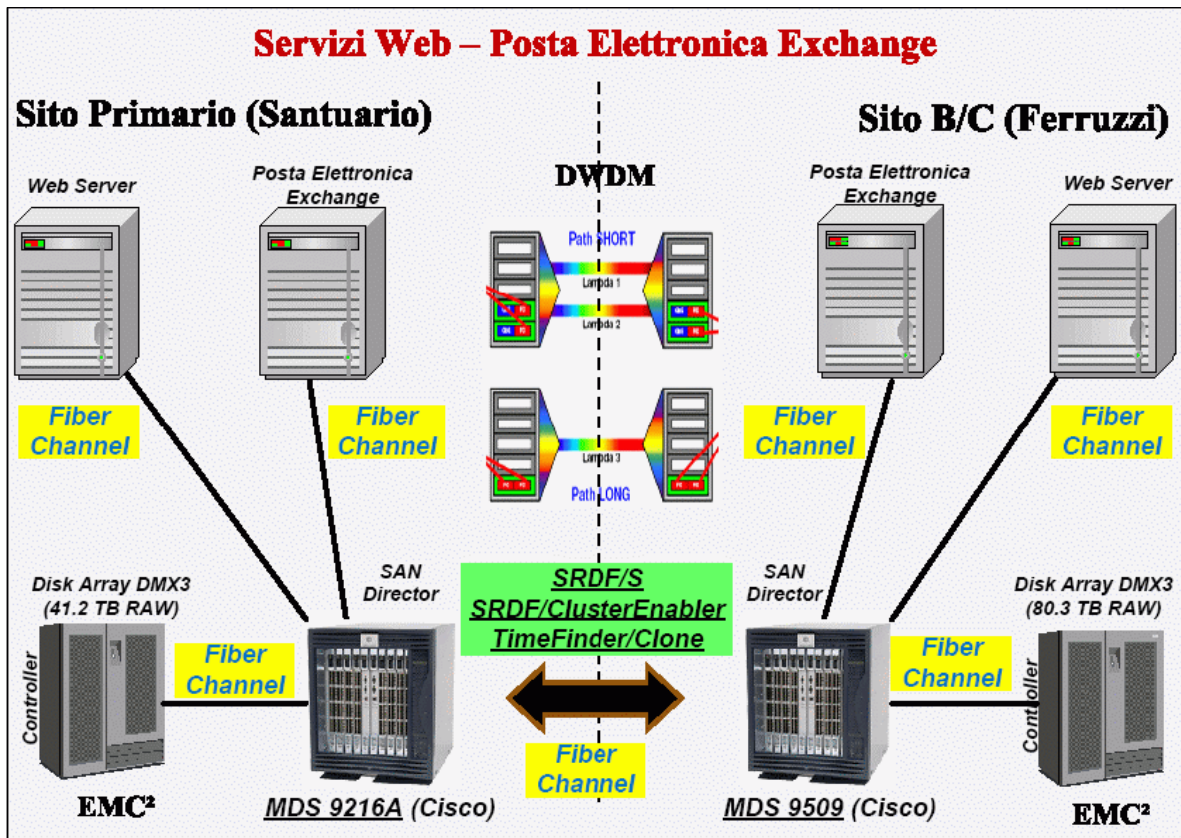 Servizi Web – Posta Elettronica Exchange
Sito Primario (Santuario)
Sito B/C (Ferruzzi)
Web Server
Posta Elettronica
Exchange
DWDM
Posta Elettronica
Exchange
Web Server
Path SHORT
Lambda 1
Lambda 2
Fiber
Channel
Fiber
Channel
Fiber
Channel
Fiber
Channel
Lambda 3
Path LONG
Disk Array DMX3
(41.2 TB RAW)
SAN
Director
SRDF/S
SRDF/ClusterEnabler
TimeFinder/Clone
SAN
Director
Disk Array DMX3
(80.3 TB RAW)
Controller
Fiber
Channel
Fiber
Channel
Controller
Fiber
Channel
EMC²
MDS 9216A (Cisco)
MDS 9509 (Cisco)
EMC²